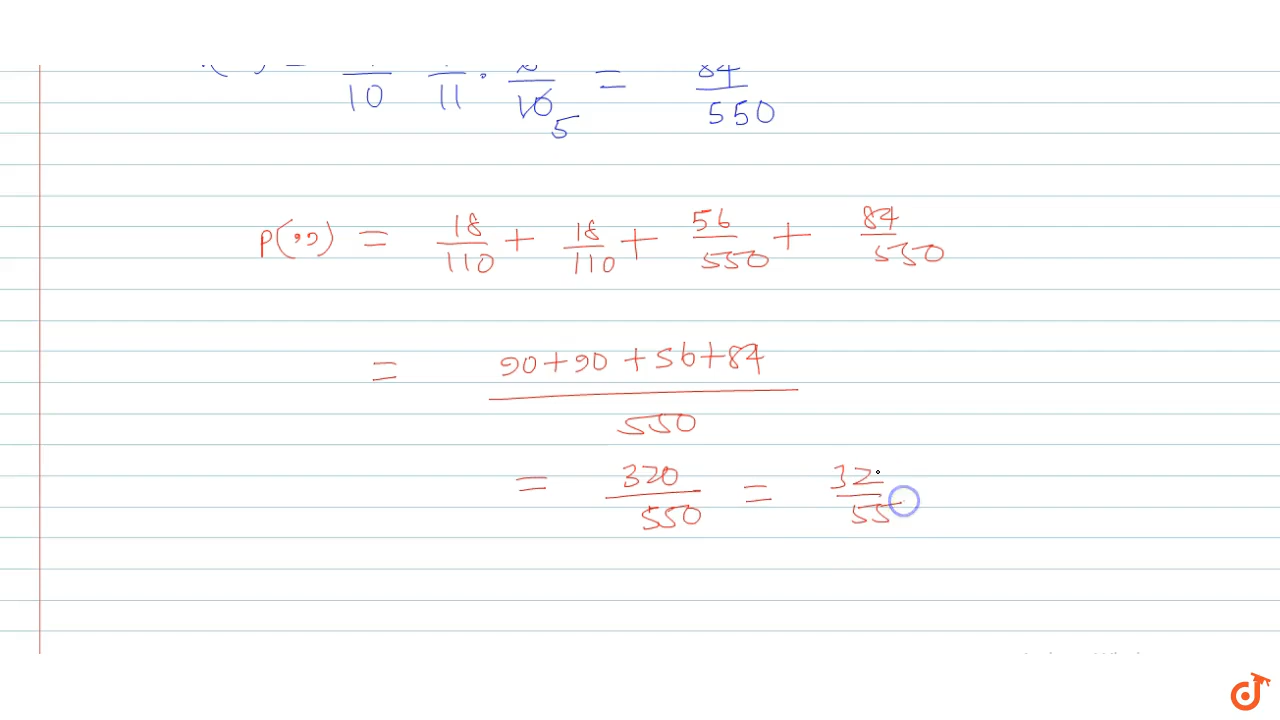 10 11 . 10 5 = 84/550
P(,,) = 18/110 + 18/110 + 56/550 + 84/550
= (90+90+56+84)/550
= 320/550 = 32/55